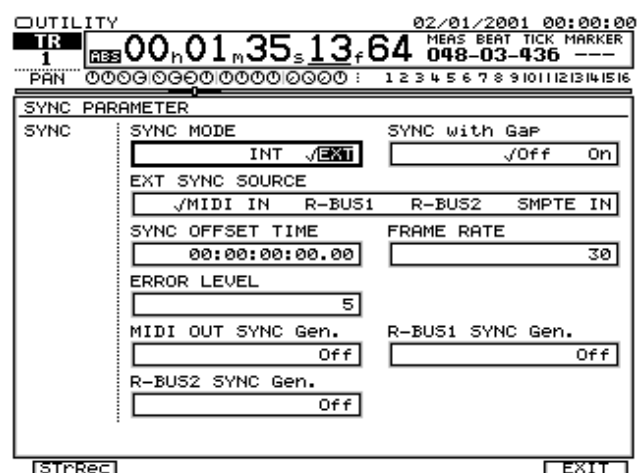 UTILITY 02/01/2001 00:00:00
TR 1 ABS 00h01m35s13f64 MEAS BEAT TICK MARKER
048-03-436 ---
PAN 1 2 3 4 5 6 7 8 9 10 11 12 13 14 15 16
SYNC PARAMETER
SYNC
SYNC MODE SYNC with Gap
INT √EXT √Off On
EXT SYNC SOURCE
√MIDI IN R-BUS1 R-BUS2 SMPTE IN
SYNC OFFSET TIME FRAME RATE
00:00:00:00.00 30
ERROR LEVEL
5
MIDI OUT SYNC Gen. R-BUS1 SYNC Gen.
Off Off
R-BUS2 SYNC Gen.
Off
STrRec EXIT